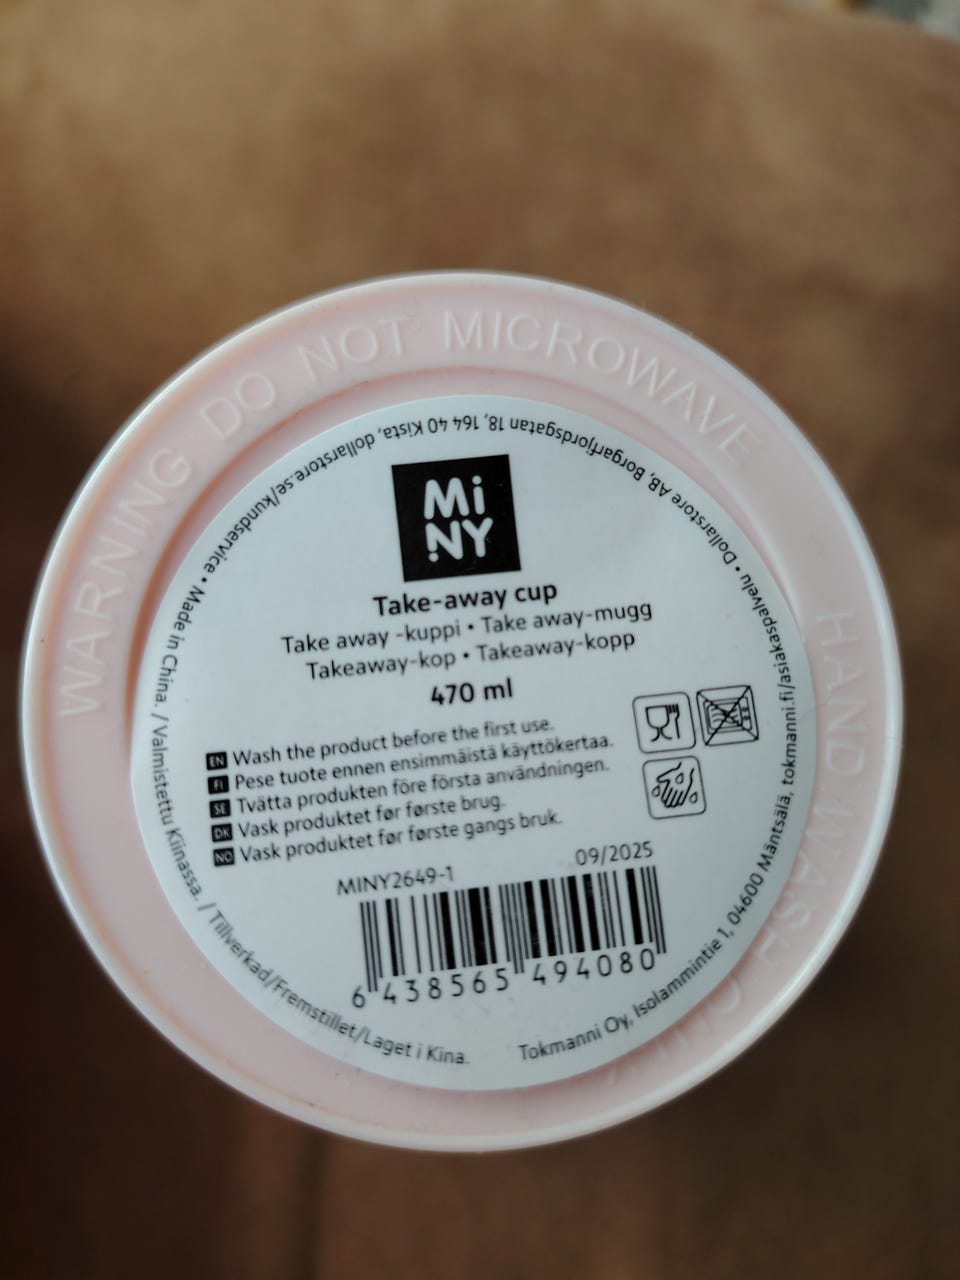 WARNING DO NOT MICROWAVE
HAND WASH ONLY
Mi
NY
Take-away cup
Take away -kuppi • Take away-mugg
Takeaway-kop • Takeaway-kopp
470 ml
EN Wash the product before the first use.
FI Pese tuote ennen ensimmäistä käyttökertaa.
SE Tvätta produkten före första användningen.
DK Vask produktet før første brug.
NO Vask produktet før første gangs bruk.
MINY2649-1
09/2025
6 438565 494080
Tokmanni Oy, Isolammintie 1, 04600 Mäntsälä, tokmanni.fi/asiakaspalvelu • Dollarstore AB, Borgarfjordsgatan 18, 164 40 Kista, dollarstore.se/kundservice • Made in China. / Valmistettu Kiinassa. / Tillverkad/Fremstillet/Laget i Kina.